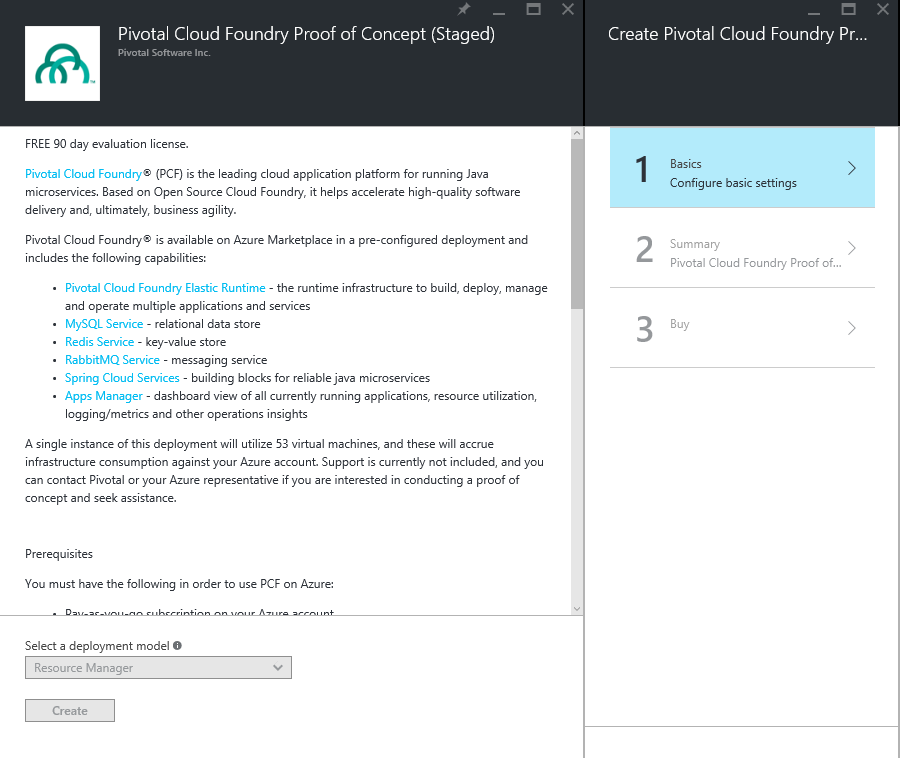 Pivotal Cloud Foundry Proof of Concept (Staged)
Pivotal Software Inc.
TM
FREE 90 day evaluation license.
Pivotal Cloud Foundry® (PCF) is the leading cloud application platform for running Java
microservices. Based on Open Source Cloud Foundry, it helps accelerate high-quality software
delivery and, ultimately, business agility.
Pivotal Cloud Foundry® is available on Azure Marketplace in a pre-configured deployment and
includes the following capabilities:
• Pivotal Cloud Foundry Elastic Runtime - the runtime infrastructure to build, deploy, manage
and operate multiple applications and services
• MySQL Service - relational data store
• Redis Service - key-value store
• RabbitMQ Service - messaging service
• Spring Cloud Services - building blocks for reliable java microservices
• Apps Manager - dashboard view of all currently running applications, resource utilization,
logging/metrics and other operations insights
A single instance of this deployment will utilize 53 virtual machines, and these will accrue
infrastructure consumption against your Azure account. Support is currently not included, and you
can contact Pivotal or your Azure representative if you are interested in conducting a proof of
concept and seek assistance.
Prerequisites
You must have the following in order to use PCF on Azure:
• Pay-as-you-go subscription on your Azure account
Select a deployment model
Resource Manager
Create
Create Pivotal Cloud Foundry Pr...
1
Basics
Configure basic settings
2
Summary
Pivotal Cloud Foundry Proof of...
3
Buy